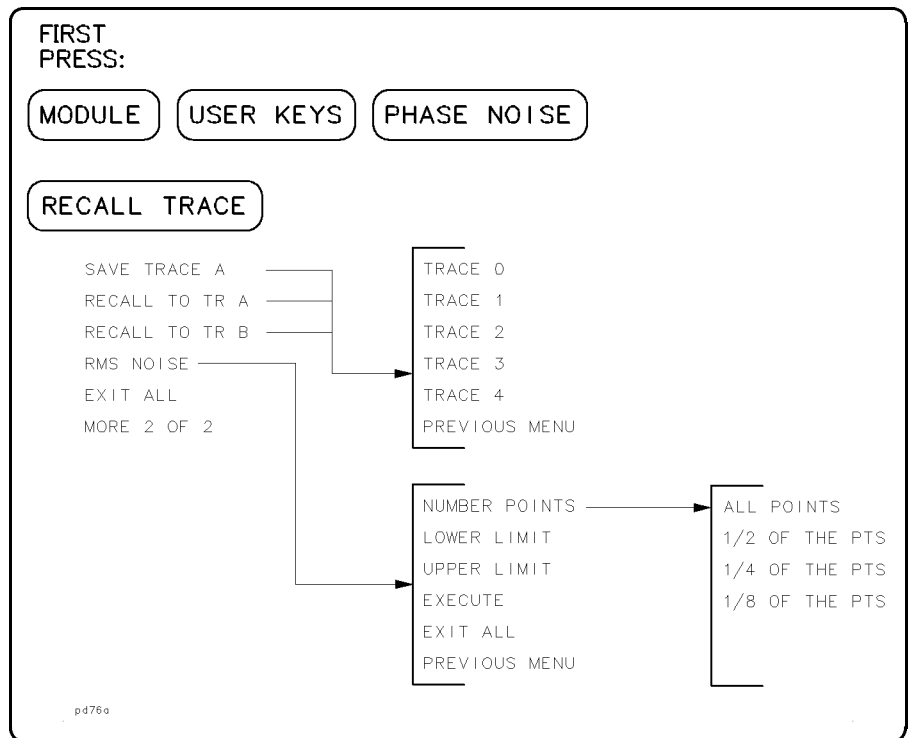 FIRST
PRESS:
MODULE USER KEYS PHASE NOISE
RECALL TRACE
SAVE TRACE A
RECALL TO TR A
RECALL TO TR B
RMS NOISE
EXIT ALL
MORE 2 OF 2
TRACE 0
TRACE 1
TRACE 2
TRACE 3
TRACE 4
PREVIOUS MENU
NUMBER POINTS
LOWER LIMIT
UPPER LIMIT
EXECUTE
EXIT ALL
PREVIOUS MENU
ALL POINTS
1/2 OF THE PTS
1/4 OF THE PTS
1/8 OF THE PTS
pd76a